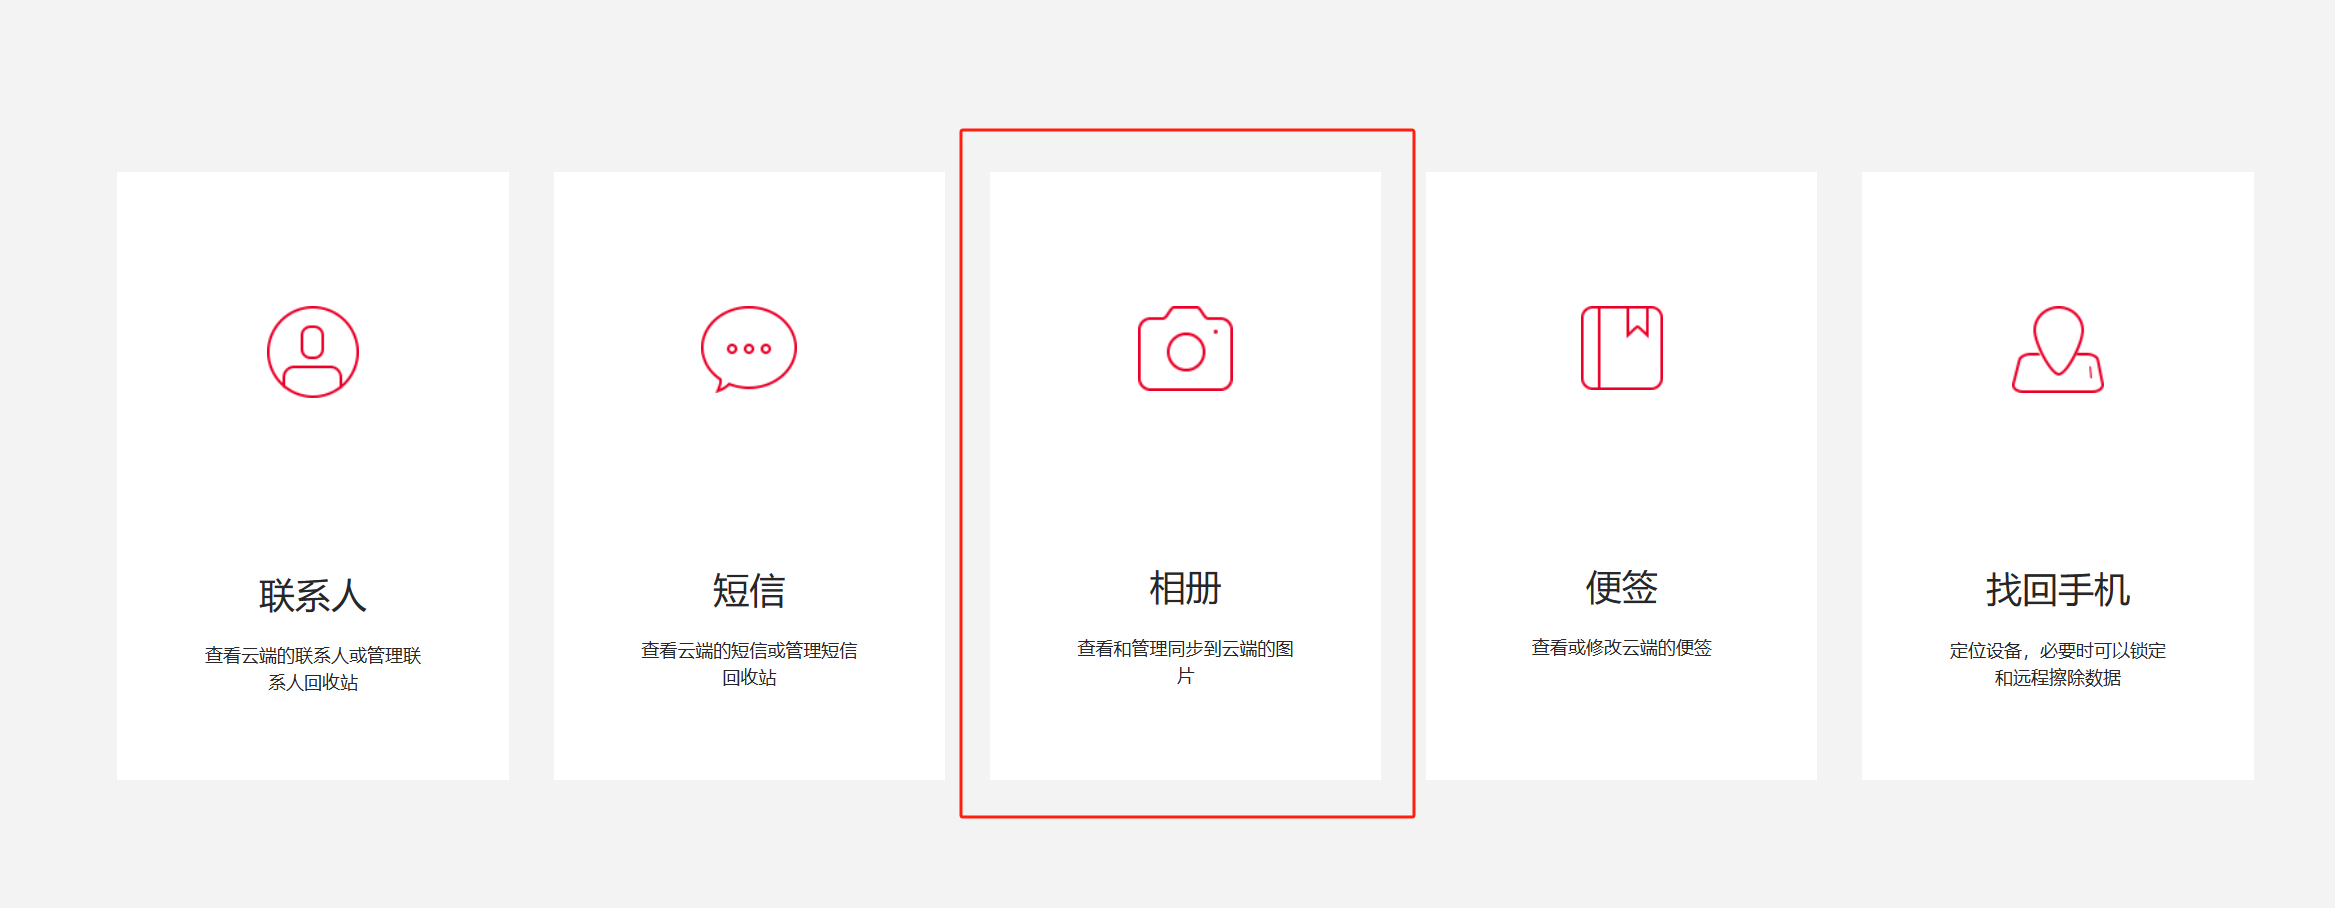 联系人
查看云端的联系人或管理联
系人回收站
短信
查看云端的短信或管理短信
回收站
相册
查看和管理同步到云端的图
片
便签
查看或修改云端的便签
找回手机
定位设备，必要时可以锁定
和远程擦除数据